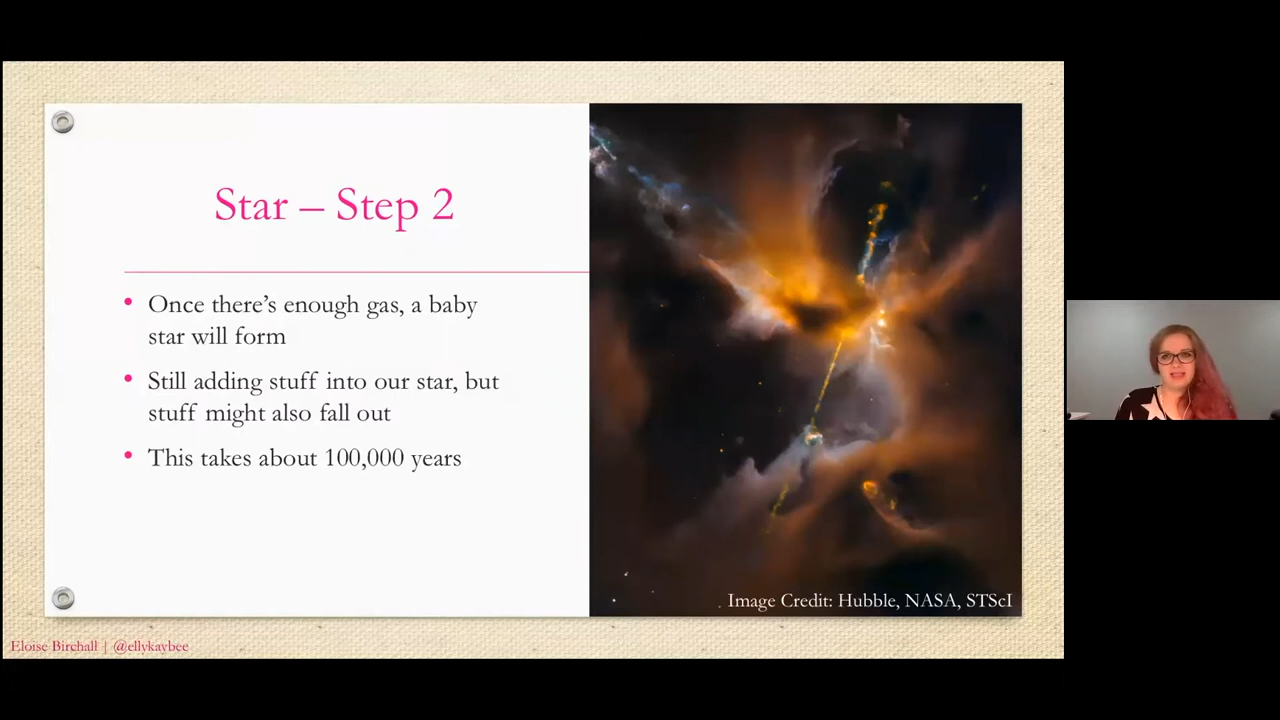 Star – Step 2
• Once there’s enough gas, a baby
star will form
• Still adding stuff into our star, but
stuff might also fall out
• This takes about 100,000 years
Image Credit: Hubble, NASA, STScI
Eloise Birchall | @ellykaybee